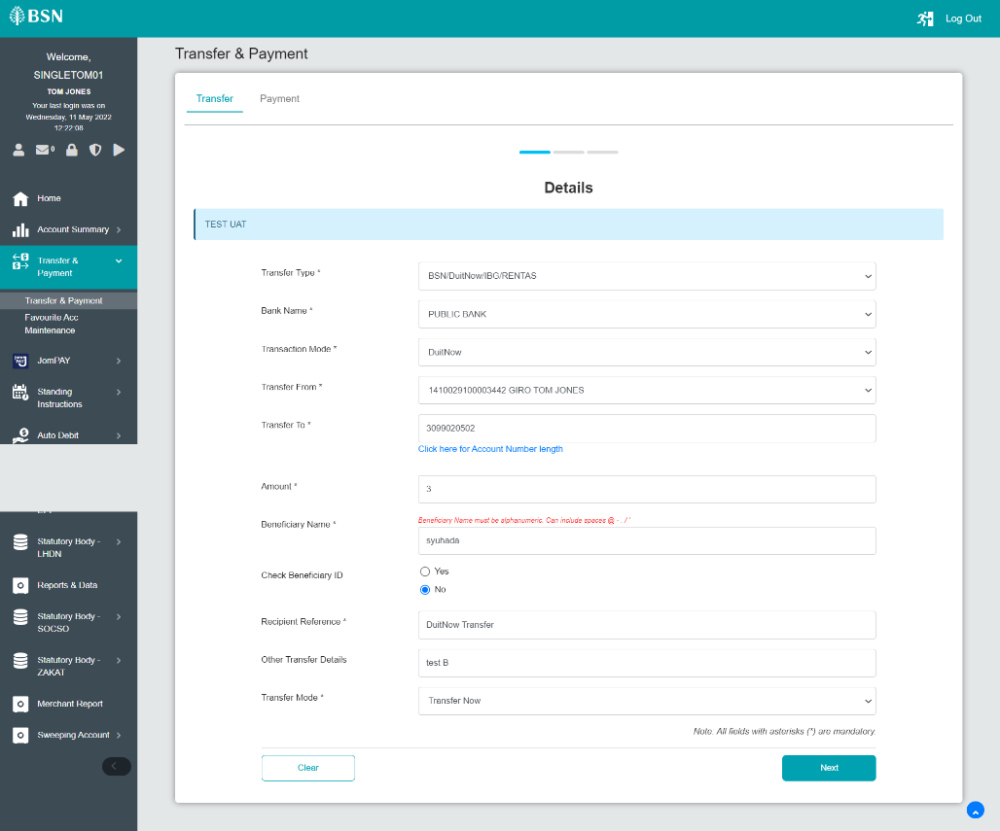 BSN
Log Out
Welcome,
SINGLETOM01
TOM JONES
Your last login was on
Wednesday, 11 May 2022
12:22:08
0
Home
Account Summary
Transfer &
Payment
Transfer & Payment
Favourite Acc
Maintenance
JomPAY
Standing
Instructions
Auto Debit
Statutory Body -
LHDN
Reports & Data
Statutory Body -
SOCSO
Statutory Body -
ZAKAT
Merchant Report
Sweeping Account
Transfer & Payment
Transfer
Payment
Details
TEST UAT
Transfer Type *
BSN/DuitNow/IBG/RENTAS
Bank Name *
PUBLIC BANK
Transaction Mode *
DuitNow
Transfer From *
1410029100003442 GIRO TOM JONES
Transfer To *
3099020502
Click here for Account Number length
Amount *
3
Beneficiary Name *
Beneficiary Name must be alphanumeric. Can include spaces @ - . / '
syuhada
Check Beneficiary ID
Yes
No
Recipient Reference *
DuitNow Transfer
Other Transfer Details
test B
Transfer Mode *
Transfer Now
Note: All fields with asterisks (*) are mandatory.
Clear
Next